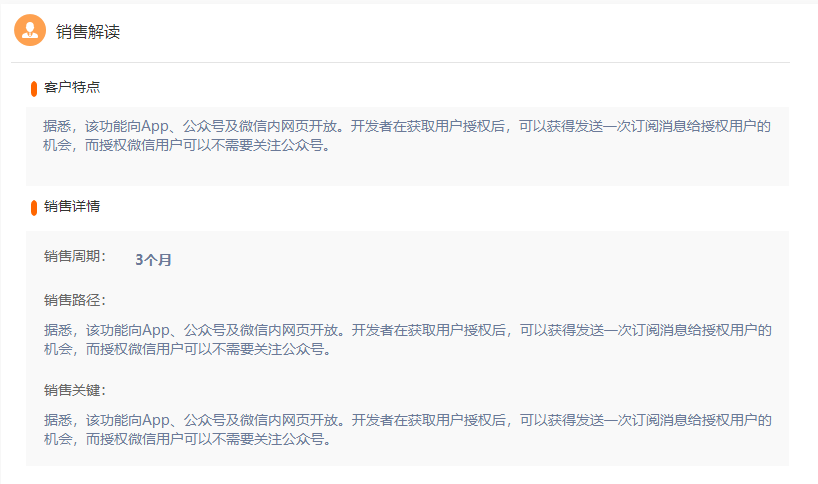 销售解读
客户特点
据悉，该功能向App、公众号及微信内网页开放。开发者在获取用户授权后，可以获得发送一次订阅消息给授权用户的
机会，而授权微信用户可以不需要关注公众号。
销售详情
销售周期： 3个月
销售路径：
据悉，该功能向App、公众号及微信内网页开放。开发者在获取用户授权后，可以获得发送一次订阅消息给授权用户的
机会，而授权微信用户可以不需要关注公众号。
销售关键：
据悉，该功能向App、公众号及微信内网页开放。开发者在获取用户授权后，可以获得发送一次订阅消息给授权用户的
机会，而授权微信用户可以不需要关注公众号。